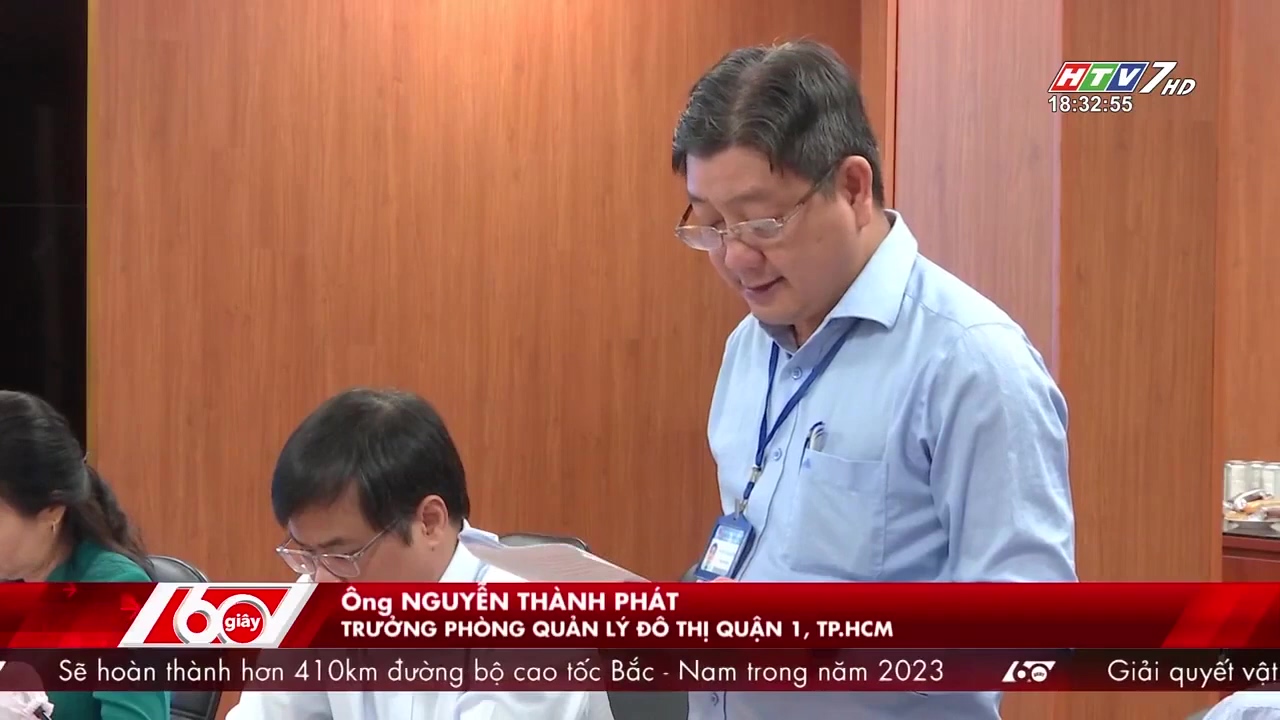 HTV7 HD
18:32:55
60 giây
Ông NGUYỄN THÀNH PHÁT
TRƯỞNG PHÒNG QUẢN LÝ ĐÔ THỊ QUẬN 1, TP.HCM
Sẽ hoàn thành hơn 410km đường bộ cao tốc Bắc - Nam trong năm 2023 60 giây Giải quyết vật